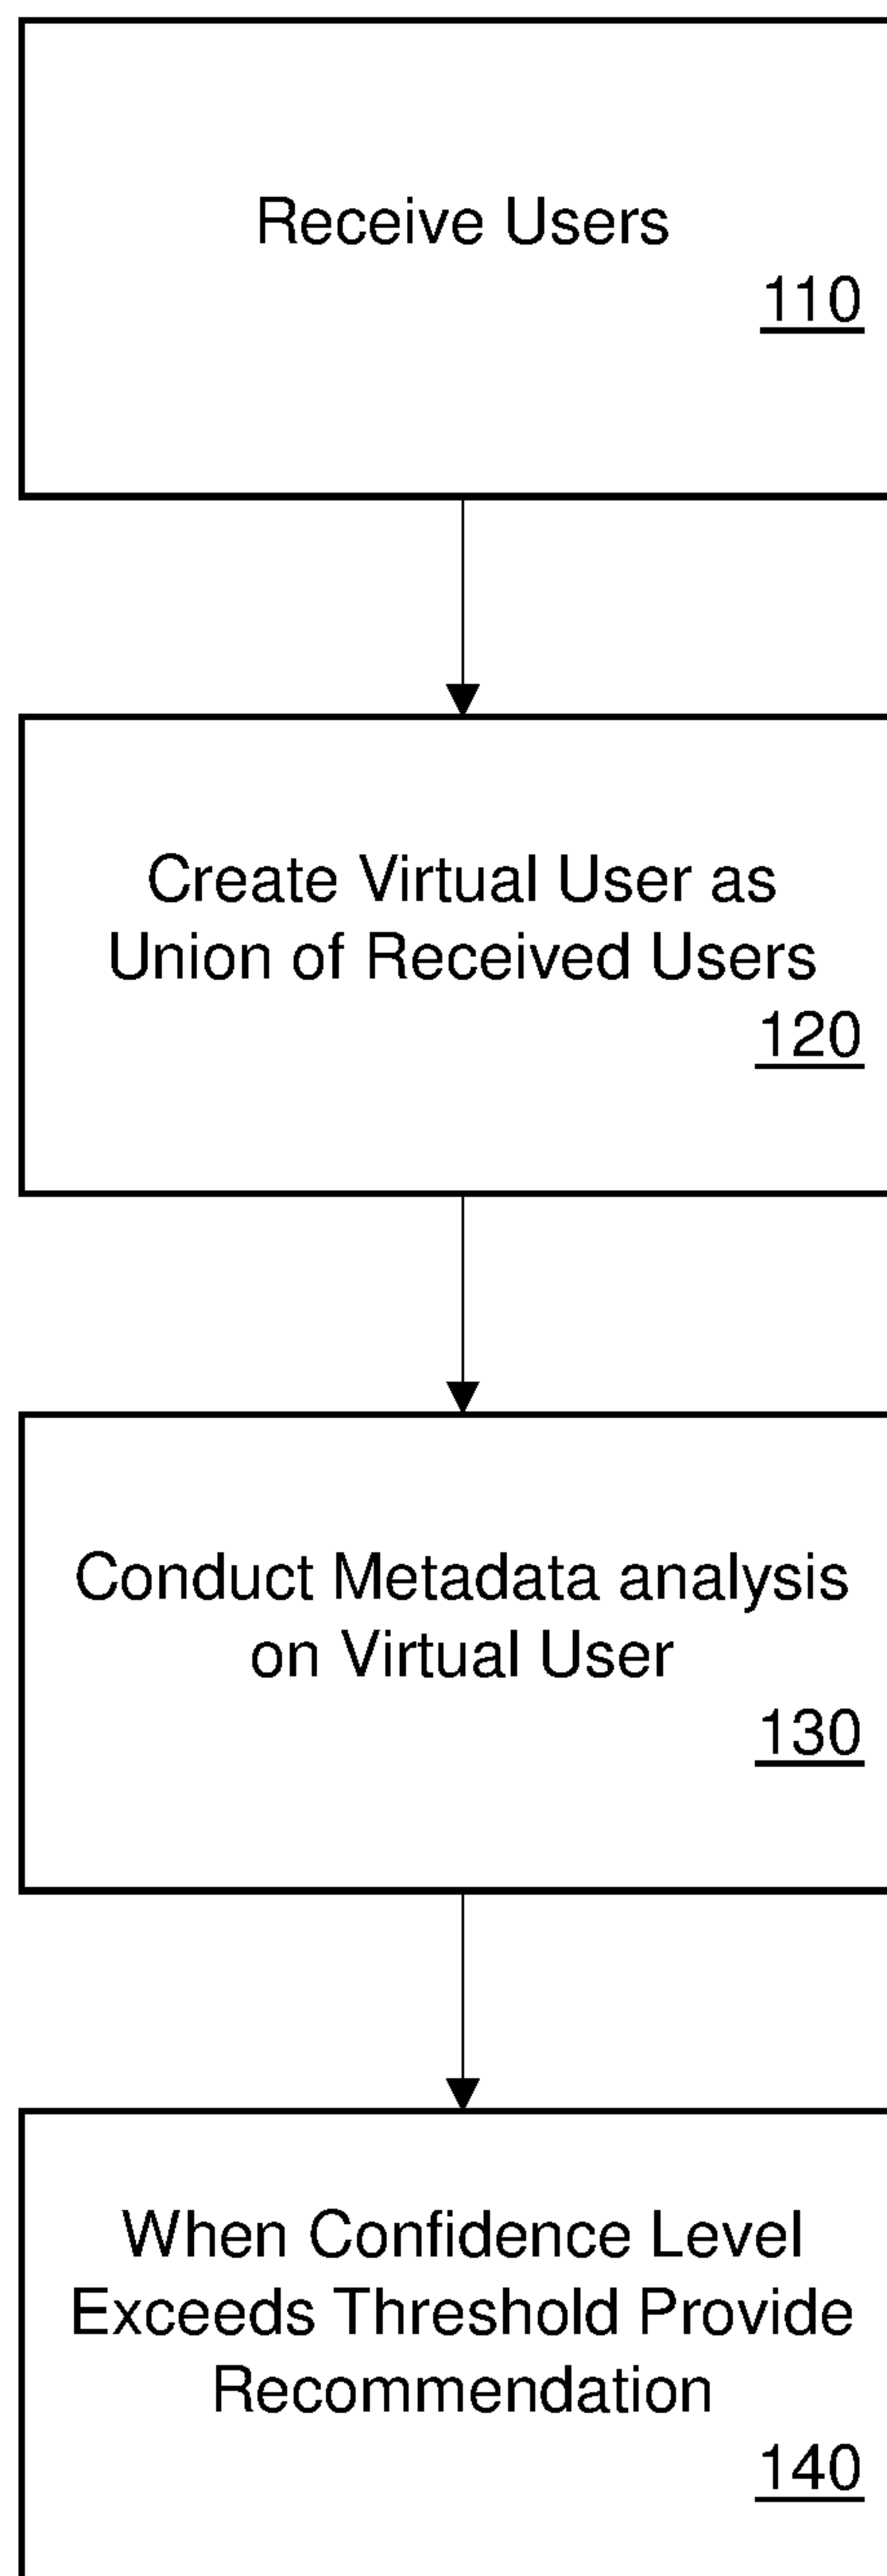 Receive Users
110
Create Virtual User as
Union of Received Users
120
Conduct Metadata analysis
on Virtual User
130
When Confidence Level
Exceeds Threshold Provide
Recommendation
140